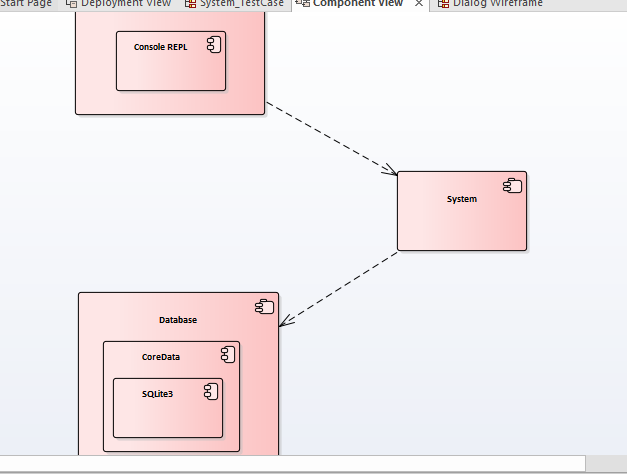 Start Page
Deployment View
System_TestCase
Component View
Dialog Wireframe
Console REPL
System
Database
CoreData
SQLite3